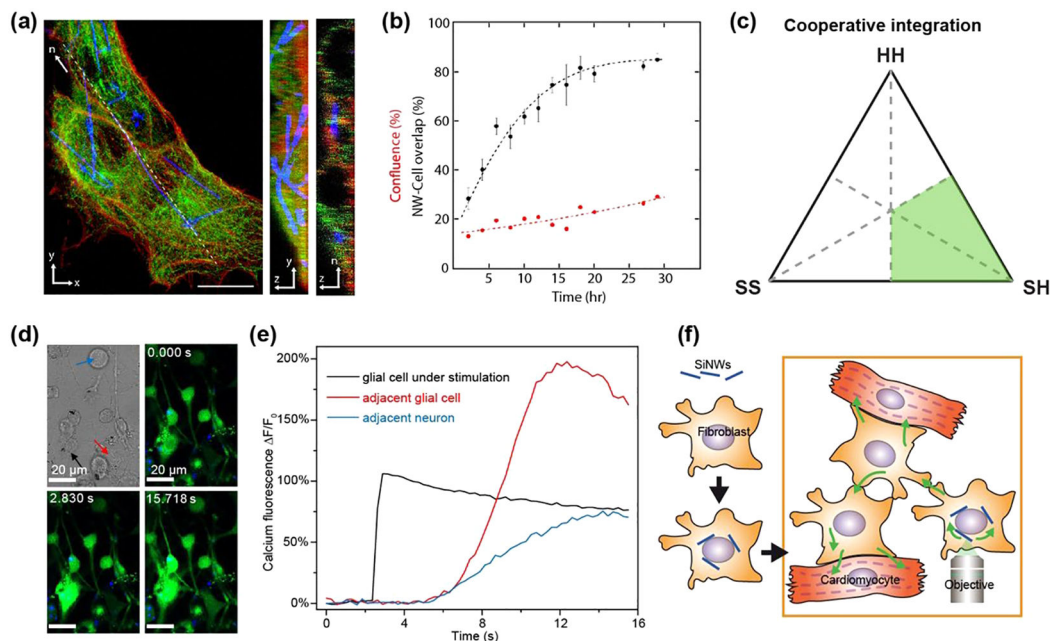 (a)
n
y
x
y
z
n
z
(b)
Confluence (%)
NW-Cell overlap (%)
100
80
60
40
20
0
5 10 15 20 25 30
Time (hr)
(c)
Cooperative integration
HH
SS
SH
(d)
0.000 s
20 µm
20 µm
2.830 s
15.718 s
(e)
Calcium fluorescence ΔF/F0
200%
150%
100%
50%
0%
glial cell under stimulation
adjacent glial cell
adjacent neuron
0 4 8 12 16
Time (s)
(f)
SiNWs
Fibroblast
Cardiomyocyte
Objective